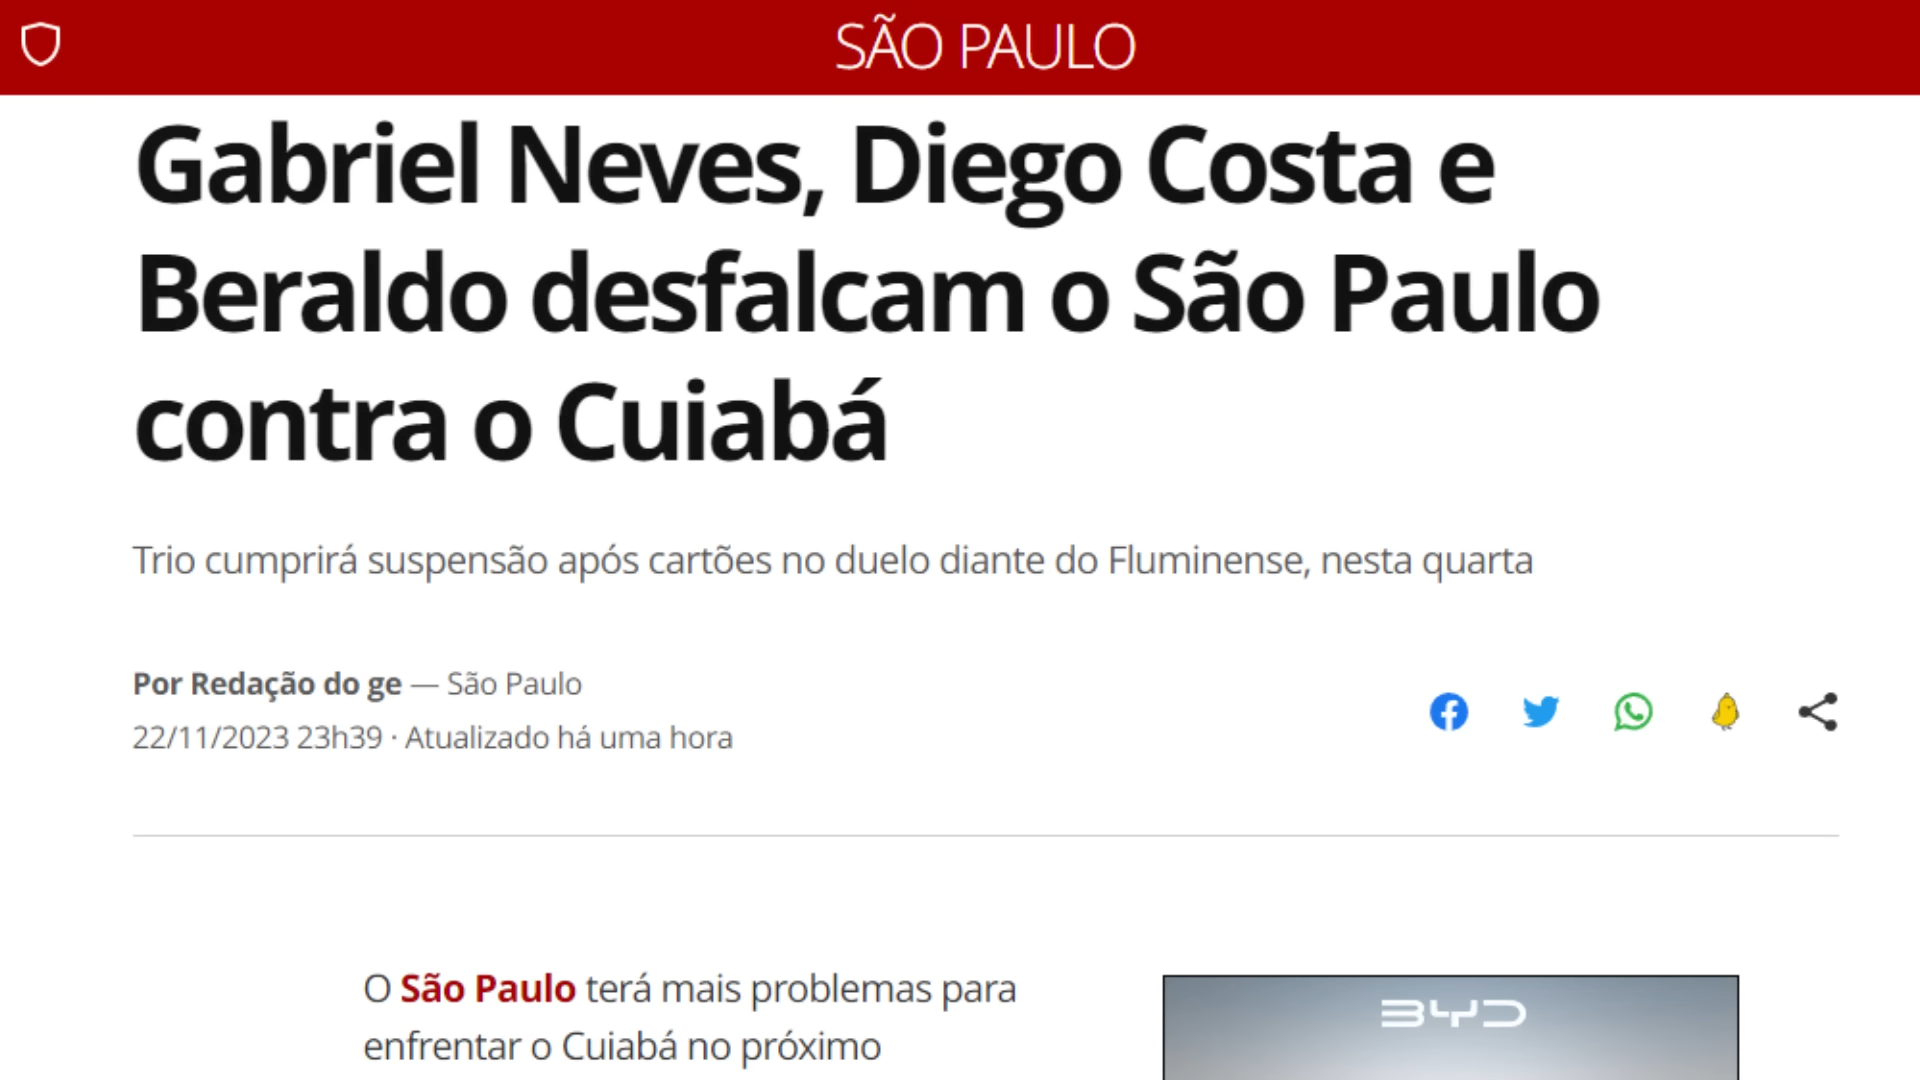 SÃO PAULO
Gabriel Neves, Diego Costa e
Beraldo desfalcam o São Paulo
contra o Cuiabá
Trio cumprirá suspensão após cartões no duelo diante do Fluminense, nesta quarta
Por Redação do ge — São Paulo
22/11/2023 23h39 · Atualizado há uma hora
O São Paulo terá mais problemas para
enfrentar o Cuiabá no próximo
BYD